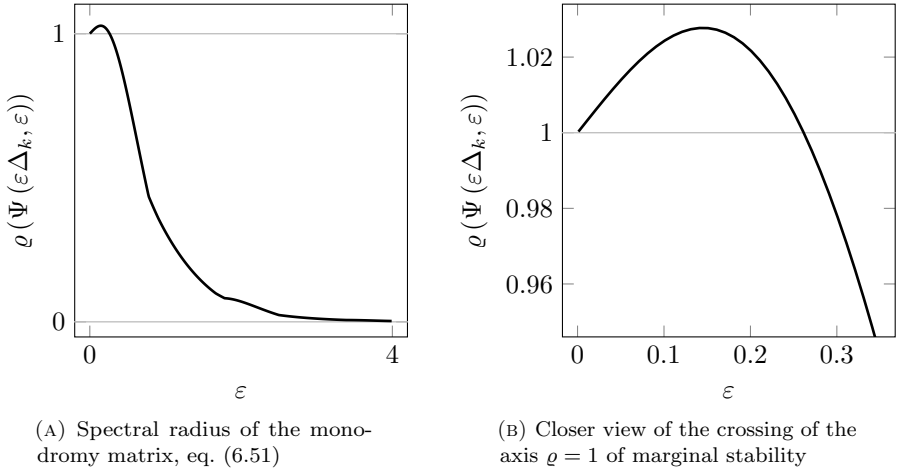 1
0
0
4
ε
ϱ (Ψ (εΔₖ, ε))
(A) Spectral radius of the mono-
dromy matrix, eq. (6.51)
1.02
1
0.98
0.96
0
0.1
0.2
0.3
ε
ϱ (Ψ (εΔₖ, ε))
(B) Closer view of the crossing of the
axis ϱ = 1 of marginal stability